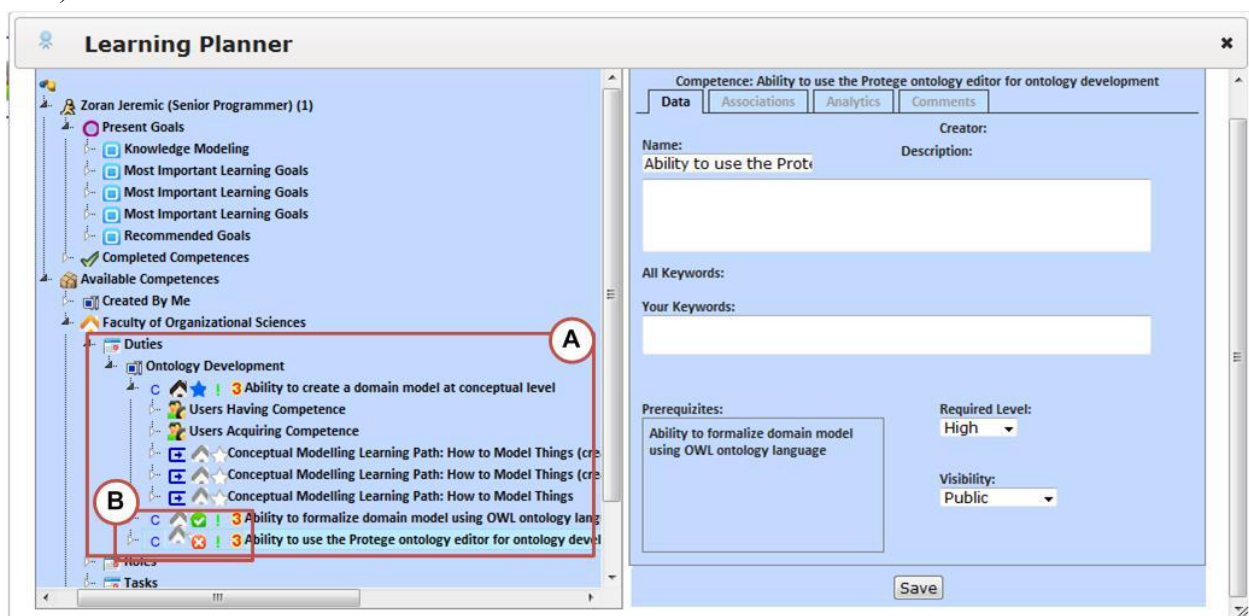 Learning Planner
Zoran Jeremic (Senior Programmer) (1)
Present Goals
Knowledge Modeling
Most Important Learning Goals
Most Important Learning Goals
Most Important Learning Goals
Recommended Goals
Completed Competences
Available Competences
Created By Me
Faculty of Organizational Sciences
A
Duties
Ontology Development
C ! 3 Ability to create a domain model at conceptual level
Users Having Competence
Users Acquiring Competence
Conceptual Modelling Learning Path: How to Model Things (cre
Conceptual Modelling Learning Path: How to Model Things (cre
Conceptual Modelling Learning Path: How to Model Things
B
C ! 3 Ability to formalize domain model using OWL ontology lang
C ! 3 Ability to use the Protege ontology editor for ontology devel
Roles
Tasks
Competence: Ability to use the Protege ontology editor for ontology development
Data Associations Analytics Comments
Creator:
Name:
Description:
Ability to use the Prote
All Keywords:
Your Keywords:
Prerequizites:
Ability to formalize domain model
using OWL ontology language
Required Level:
High
Visibility:
Public
Save